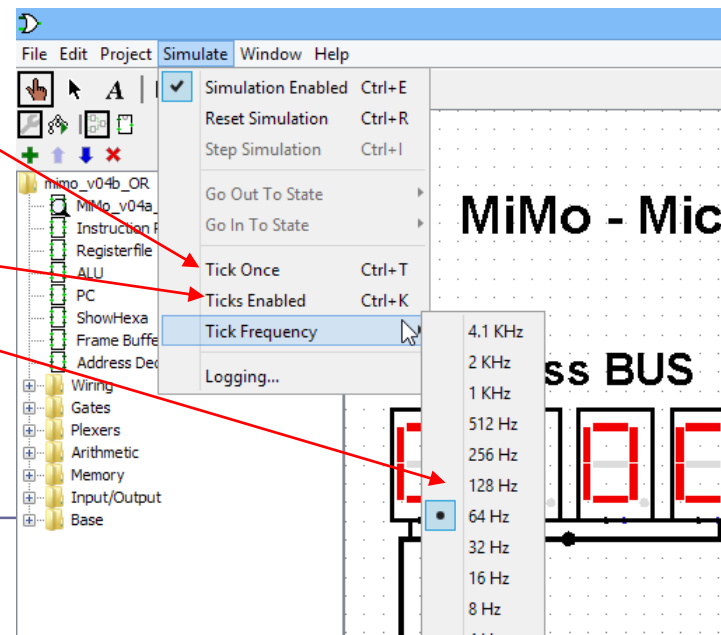 File Edit Project Simulate Window Help
A
Simulation Enabled Ctrl+E
Reset Simulation Ctrl+R
Step Simulation Ctrl+I
Go Out To State
Go In To State
Tick Once Ctrl+T
Ticks Enabled Ctrl+K
Tick Frequency
Logging...
4.1 KHz
2 KHz
1 KHz
512 Hz
256 Hz
128 Hz
64 Hz
32 Hz
16 Hz
8 Hz
mimo_v04b_OR
MiMo_v04a_
Instruction
Registerfile
ALU
PC
ShowHexa
Frame Buffe
Address Dec
Wiring
Gates
Plexers
Arithmetic
Memory
Input/Output
Base
MiMo - Mic
ss BUS